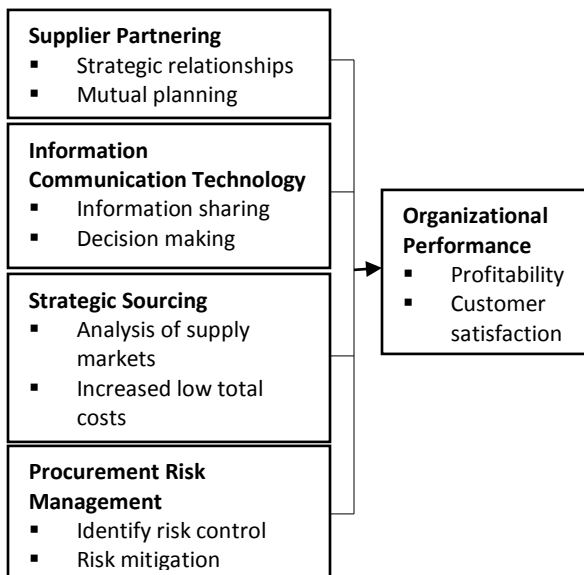 Supplier Partnering
▪ Strategic relationships
▪ Mutual planning
Information
Communication Technology
▪ Information sharing
▪ Decision making
Strategic Sourcing
▪ Analysis of supply
markets
▪ Increased low total
costs
Procurement Risk
Management
▪ Identify risk control
▪ Risk mitigation
Organizational
Performance
▪ Profitability
▪ Customer
satisfaction